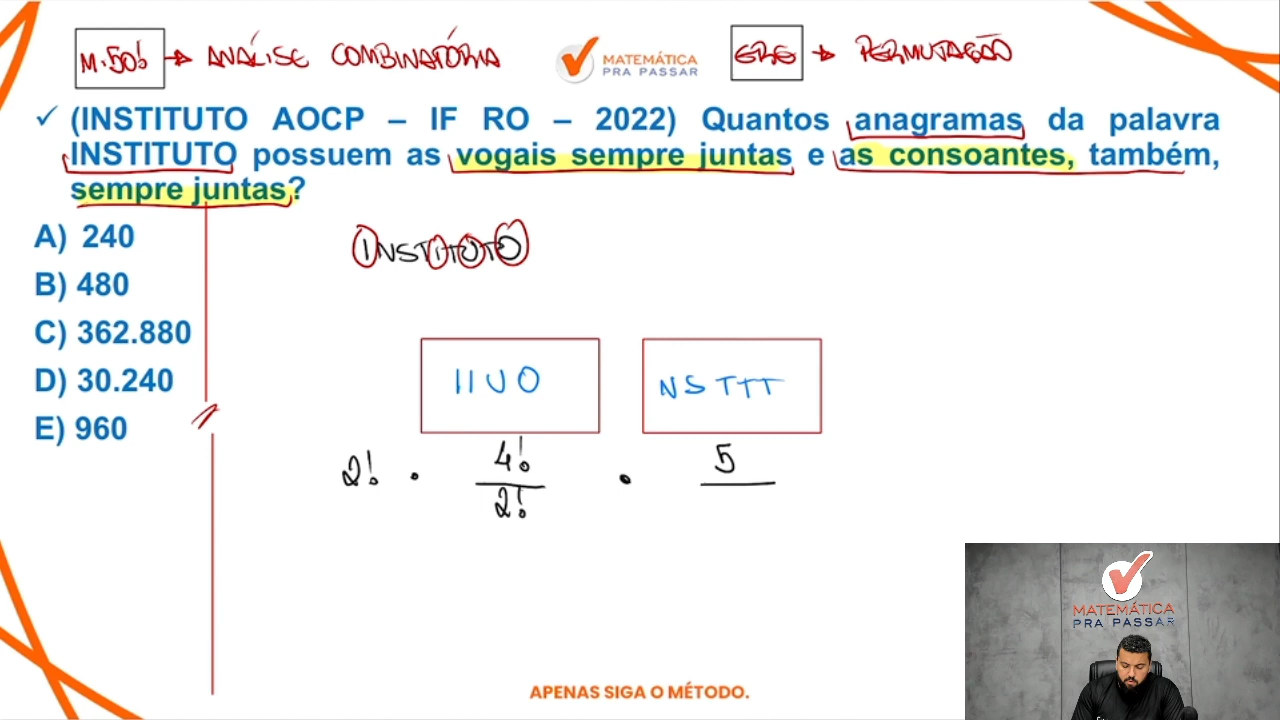 M.50! → ANÁLISE COMBINATÓRIA
MATEMÁTICA
PRA PASSAR
→ PERMUTAÇÃO
✓ (INSTITUTO AOCP – IF RO – 2022) Quantos anagramas da palavra
INSTITUTO possuem as vogais sempre juntas e as consoantes, também,
sempre juntas?
A) 240
B) 480
C) 362.880
D) 30.240
E) 960
INSTITUTO
IIUO
NSTTT
2! · 4!/2! · 5
MATEMÁTICA
PRA PASSAR
APENAS SIGA O MÉTODO.